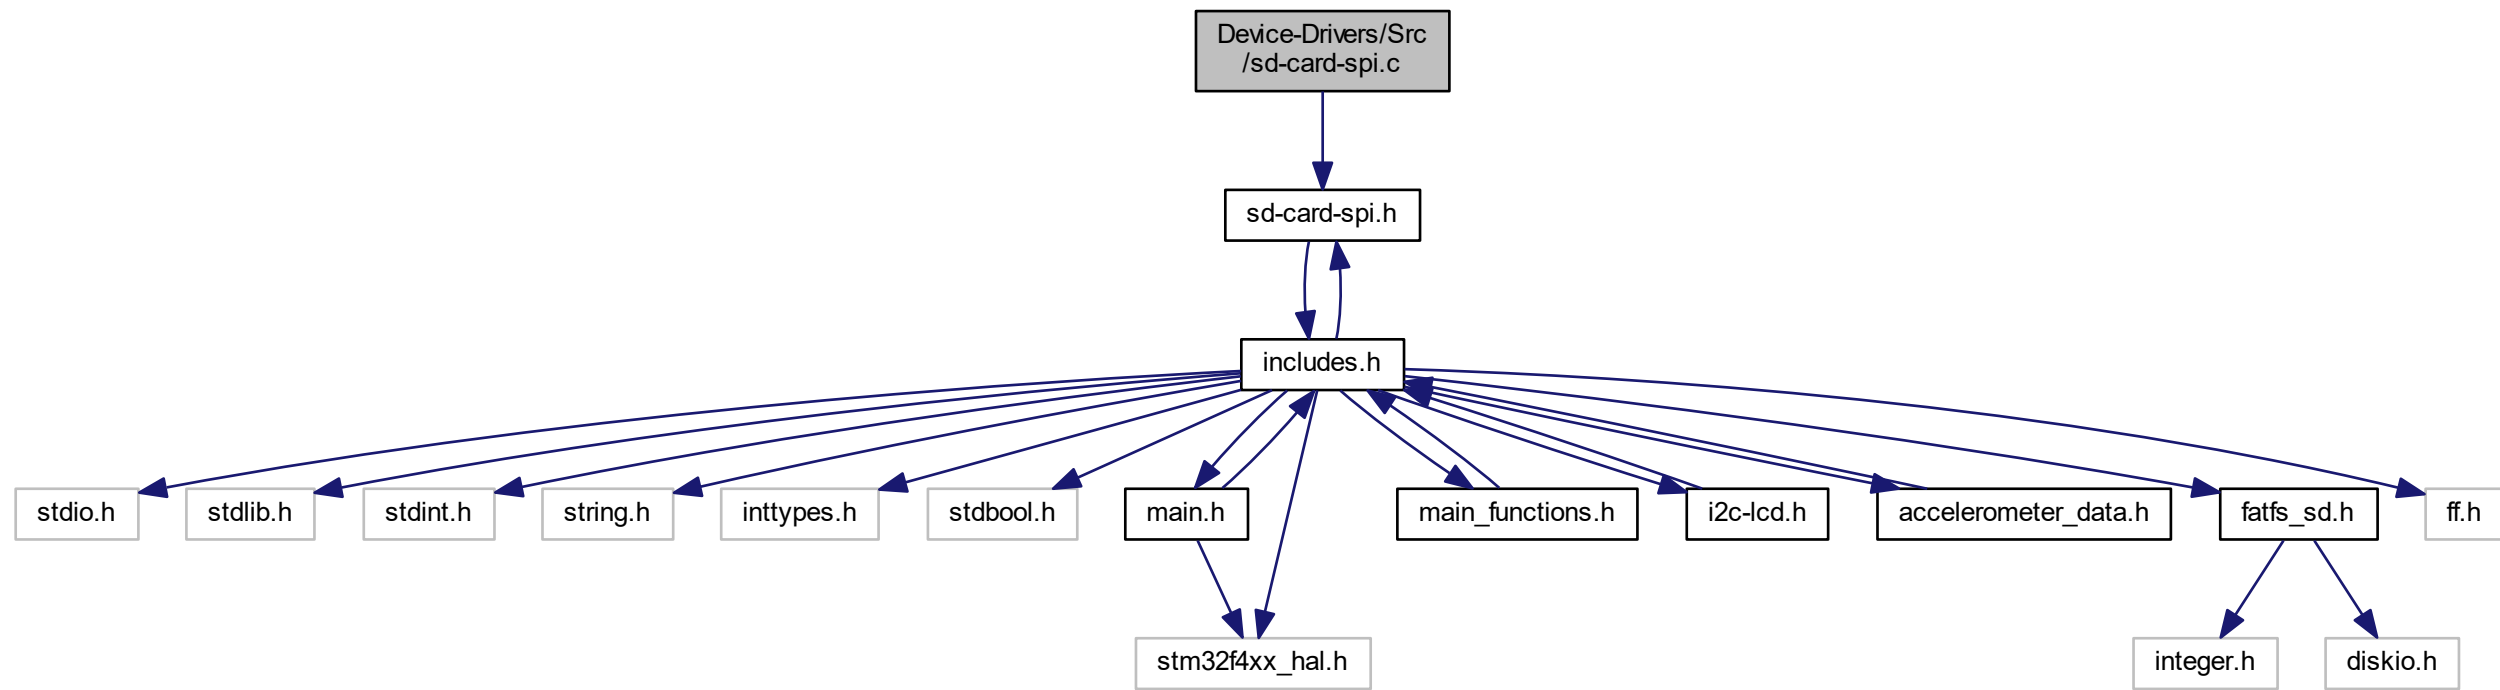 Device-Drivers/Src
/sd-card-spi.c
sd-card-spi.h
includes.h
stdio.h
stdlib.h
stdint.h
string.h
inttypes.h
stdbool.h
main.h
main_functions.h
i2c-lcd.h
accelerometer_data.h
fatfs_sd.h
ff.h
stm32f4xx_hal.h
integer.h
diskio.h